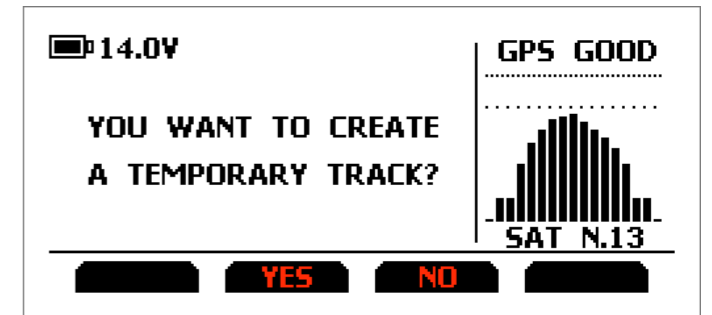 14.0V
GPS GOOD
YOU WANT TO CREATE
A TEMPORARY TRACK?
SAT N.13
YES
NO